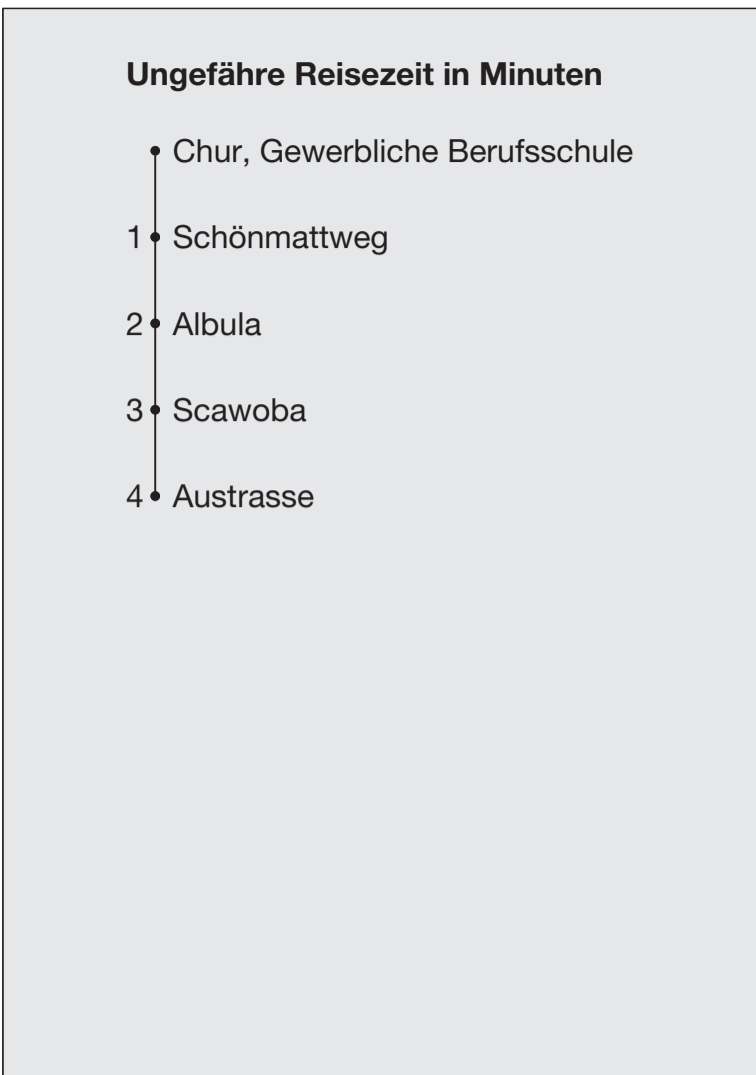 Ungefähre Reisezeit in Minuten
Chur, Gewerbliche Berufsschule
1 Schönmattweg
2 Albula
3 Scawoba
4 Austrasse